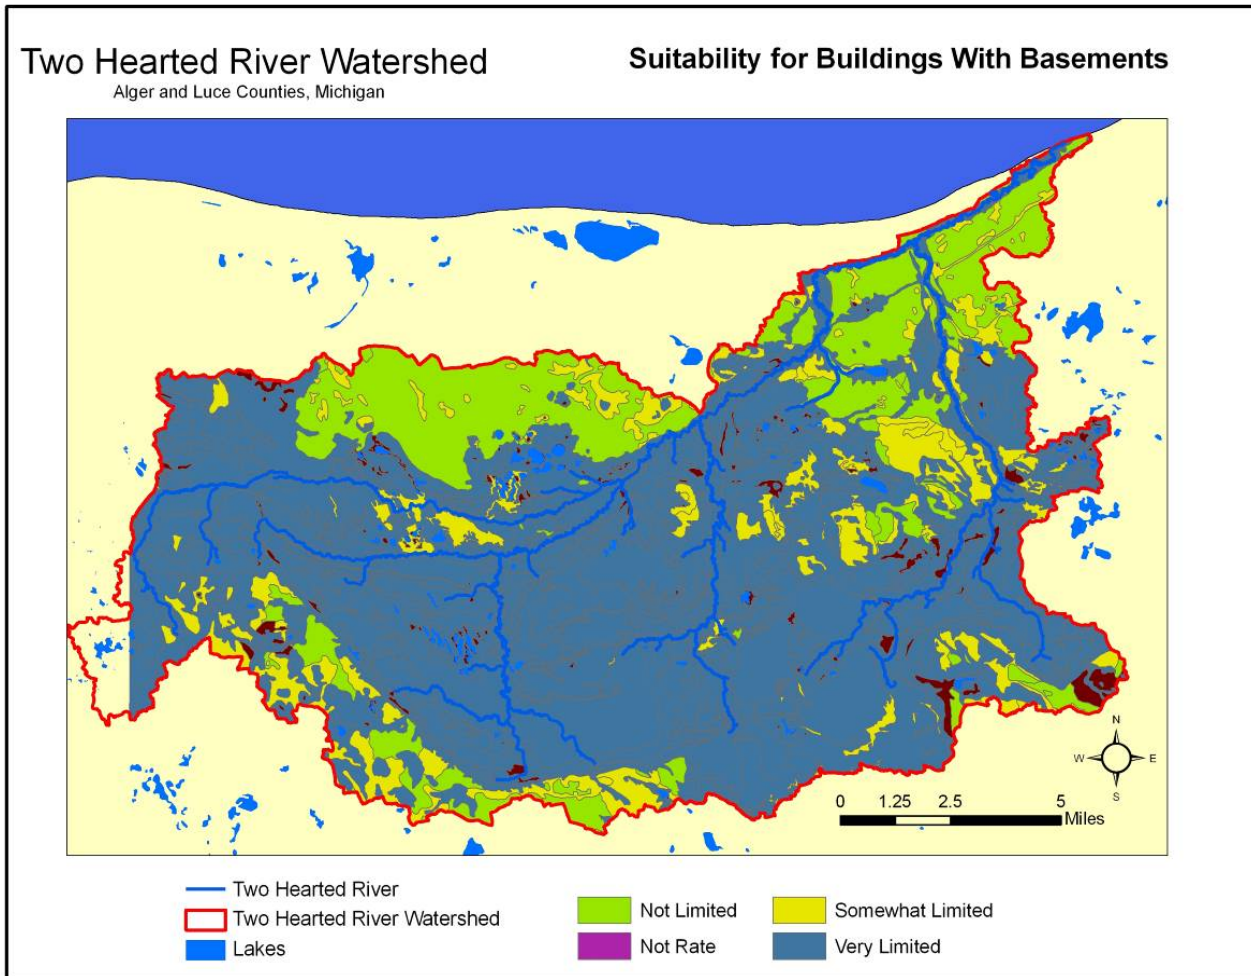 Two Hearted River Watershed
Alger and Luce Counties, Michigan
Suitability for Buildings With Basements
N
W E
S
0 1.25 2.5 5
Miles
Two Hearted River
Two Hearted River Watershed
Lakes
Not Limited
Not Rate
Somewhat Limited
Very Limited